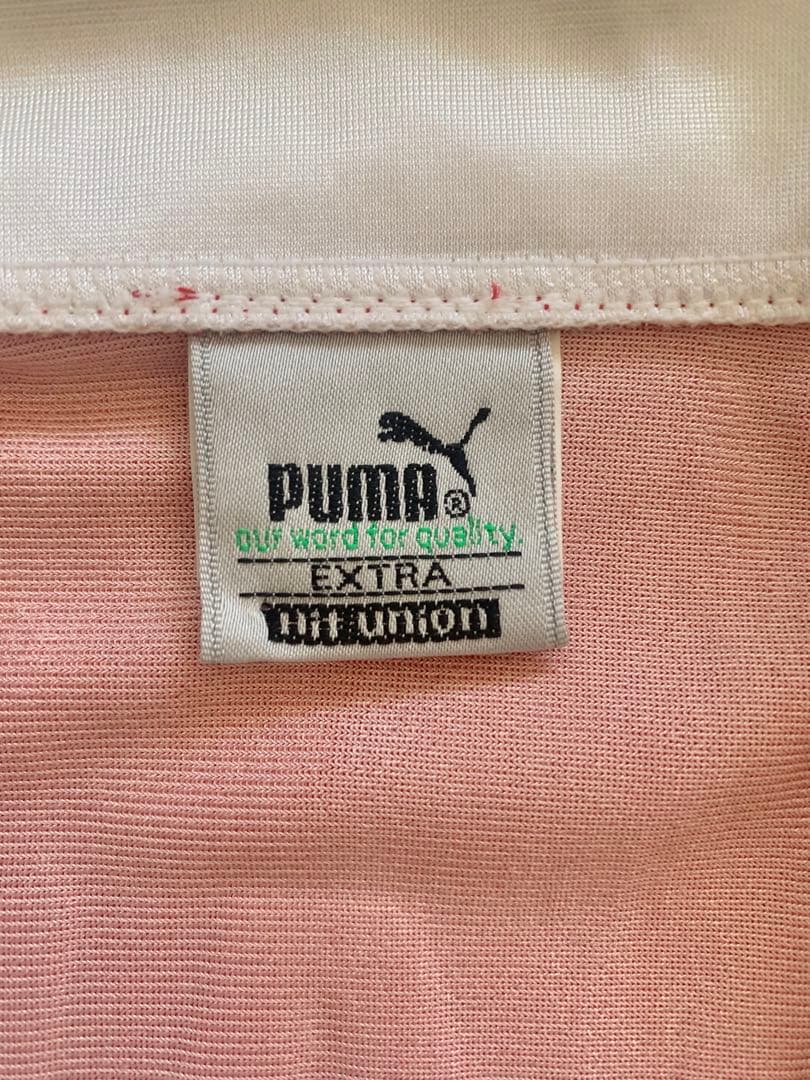 PUMA®
our word for quality.
EXTRA
hit union